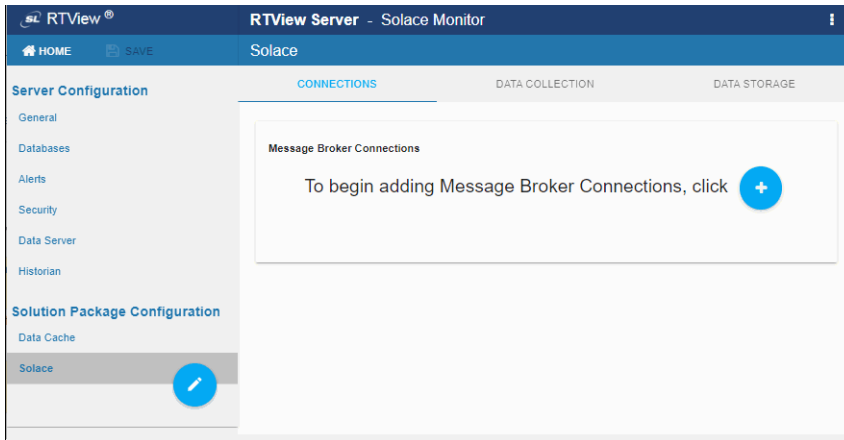 SL RTView ®
RTView Server - Solace Monitor
HOME
SAVE
Solace
Server Configuration
General
Databases
Alerts
Security
Data Server
Historian
Solution Package Configuration
Data Cache
Solace
CONNECTIONS
DATA COLLECTION
DATA STORAGE
Message Broker Connections
To begin adding Message Broker Connections, click